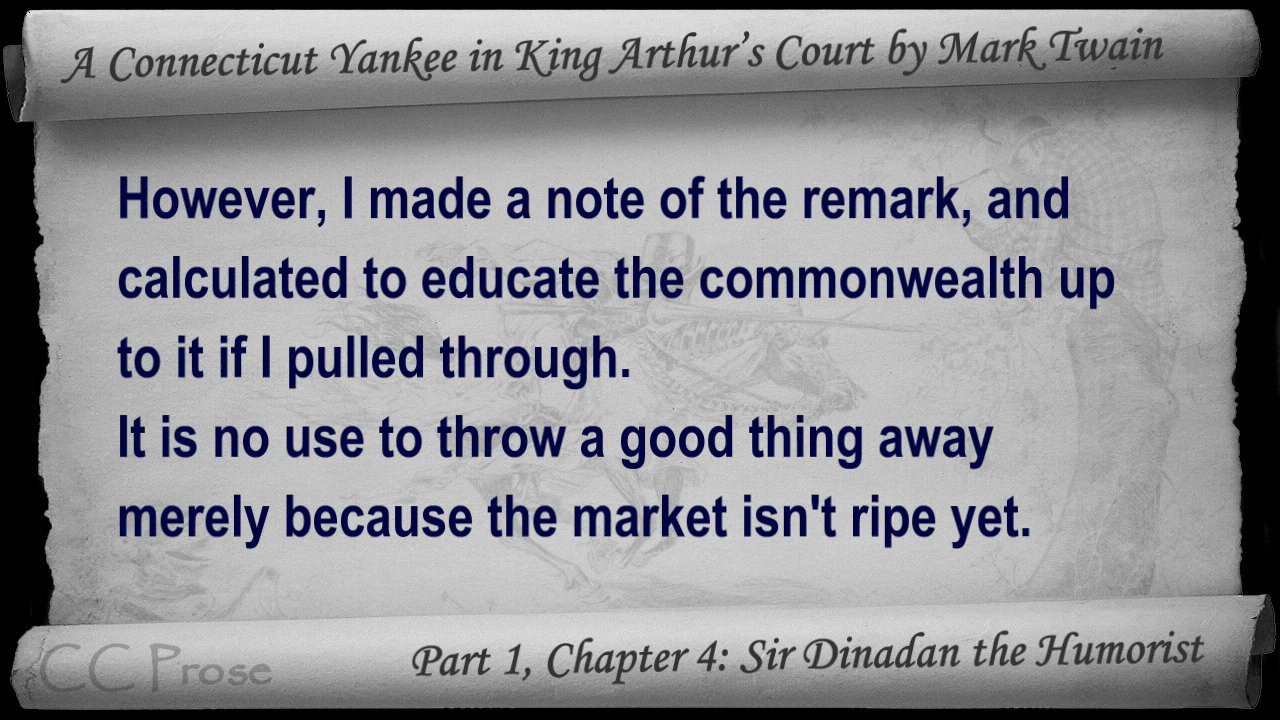 A Connecticut Yankee in King Arthur's Court by Mark Twain
However, I made a note of the remark, and
calculated to educate the commonwealth up
to it if I pulled through.
It is no use to throw a good thing away
merely because the market isn't ripe yet.
CC Prose
Part 1, Chapter 4: Sir Dinadan the Humorist